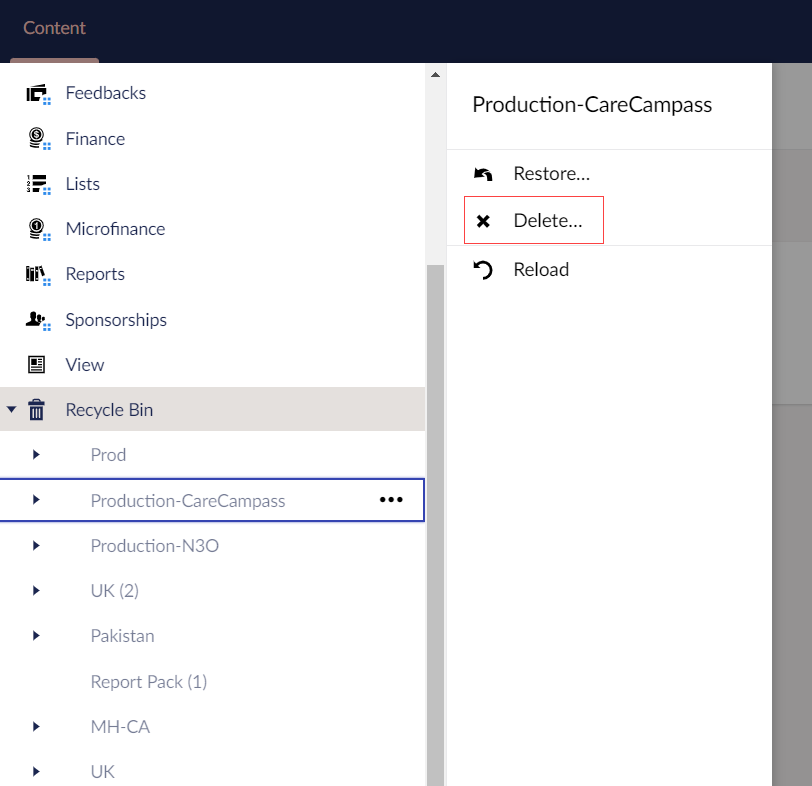 Content
Feedbacks
Finance
Lists
Microfinance
Reports
Sponsorships
View
Recycle Bin
Prod
Production-CareCampass
Production-N3O
UK (2)
Pakistan
Report Pack (1)
MH-CA
UK
Production-CareCampass
Restore...
Delete...
Reload